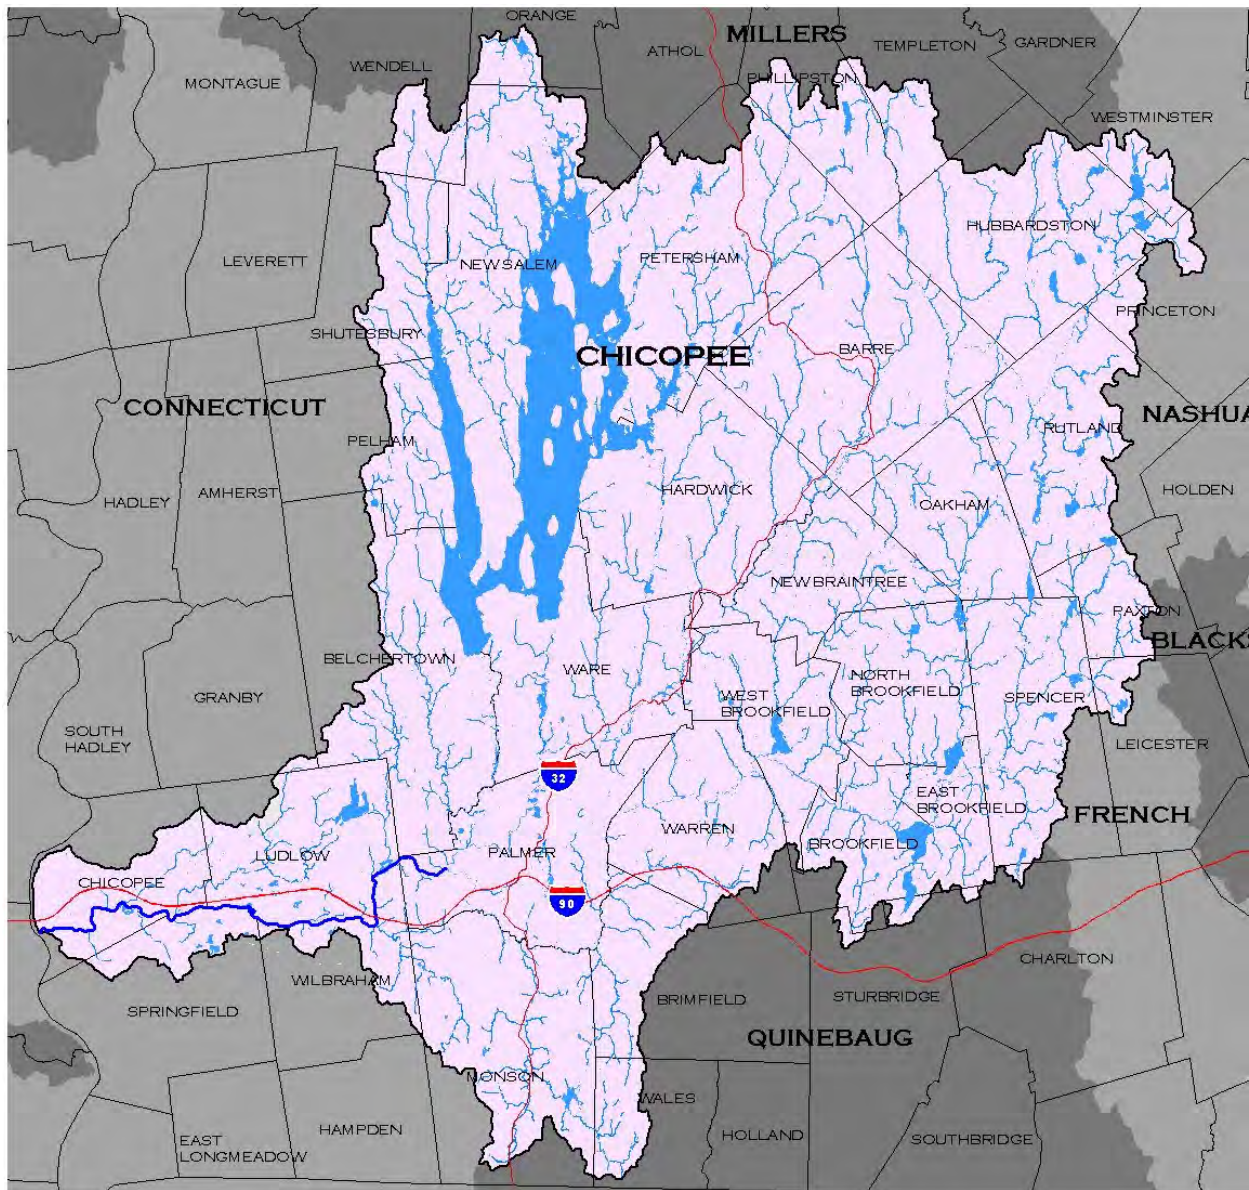 ORANGE
MILLERS
ATHOL
TEMPLETON
GARDNER
WENDELL
MONTAGUE
PHILLIPSTON
WESTMINSTER
HUBBARDSTON
LEVERETT
NEW SALEM
PETERSHAM
PRINCETON
SHUTESBURY
CHICOPEE
BARRE
CONNECTICUT
NASHUA
RUTLAND
PELHAM
HADLEY
AMHERST
HARDWICK
OAKHAM
HOLDEN
NEW BRAINTREE
PAXTON
BLACKS
BELCHERTOWN
WARE
GRANBY
WEST
BROOKFIELD
NORTH
BROOKFIELD
SPENCER
SOUTH
HADLEY
LEICESTER
32
EAST
BROOKFIELD
FRENCH
WARREN
BROOKFIELD
LUDLOW
PALMER
CHICOPEE
90
CHARLTON
WILBRAHAM
BRIMFIELD
STURBRIDGE
SPRINGFIELD
QUINEBAUG
MONSON
WALES
HAMPDEN
HOLLAND
SOUTHBRIDGE
EAST
LONGMEADOW